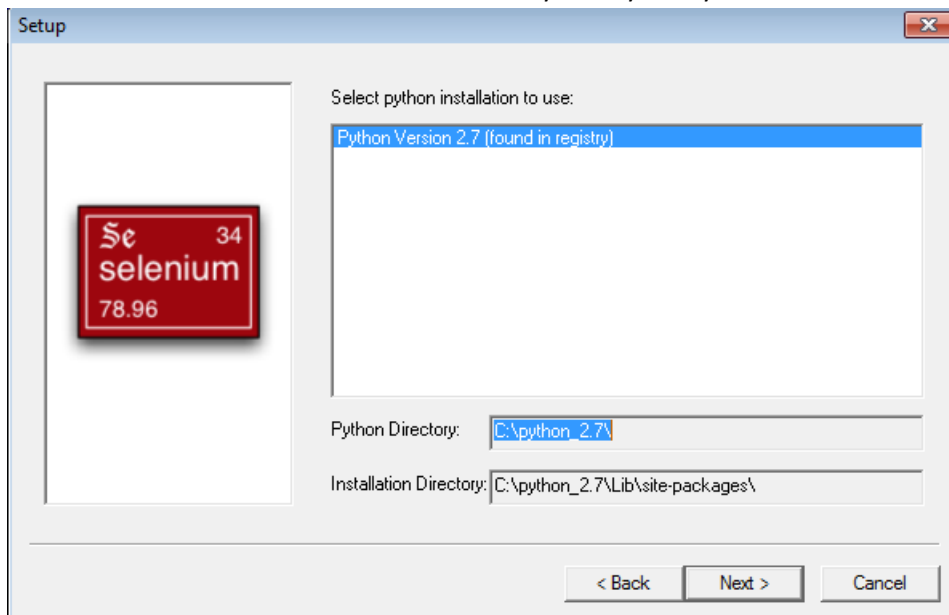 Setup
Select python installation to use:
Python Version 2.7 (found in registry)
Se 34
selenium
78.96
Python Directory: C:\python_2.7\
Installation Directory: C:\python_2.7\Lib\site-packages\
< Back Next > Cancel